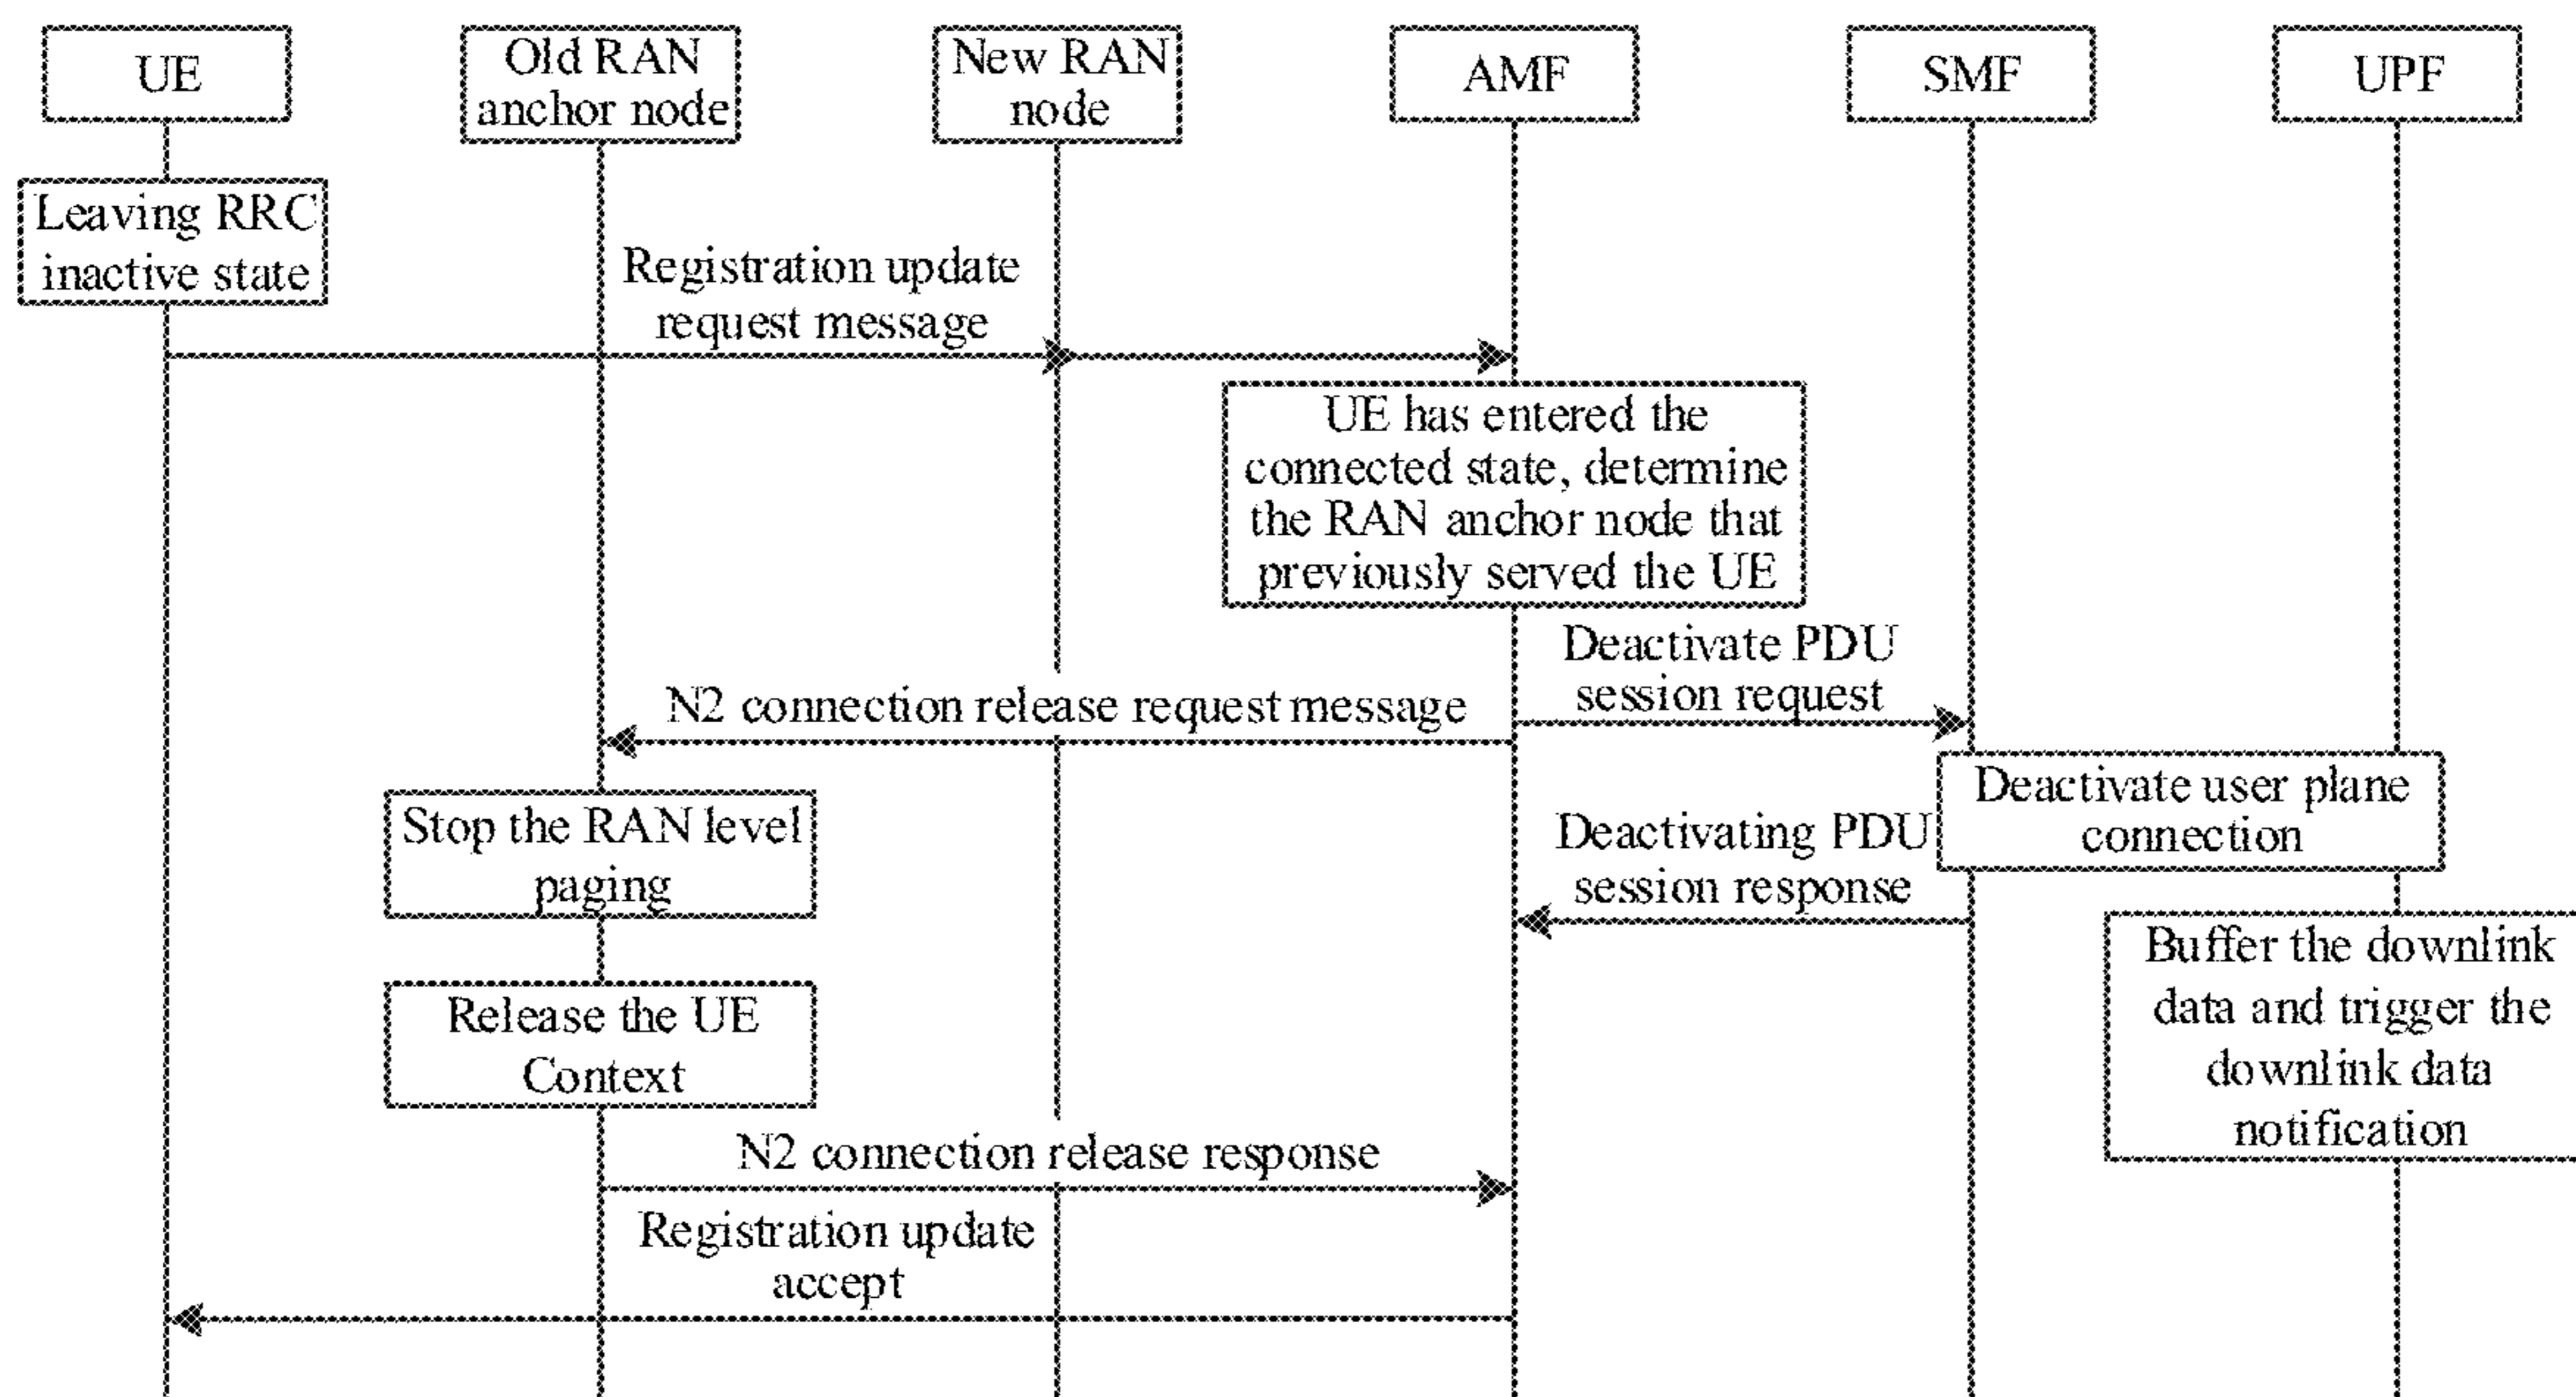 UE
Old RAN
anchor node
New RAN
node
AMF
SMF
UPF
Leaving RRC
inactive state
Registration update
request message
UE has entered the
connected state, determine
the RAN anchor node that
previously served the UE
Deactivate PDU
session request
N2 connection release request message
Deactivate user plane
connection
Stop the RAN level
paging
Deactivating PDU
session response
Buffer the downlink
data and trigger the
downlink data
notification
Release the UE
Context
N2 connection release response
Registration update
accept